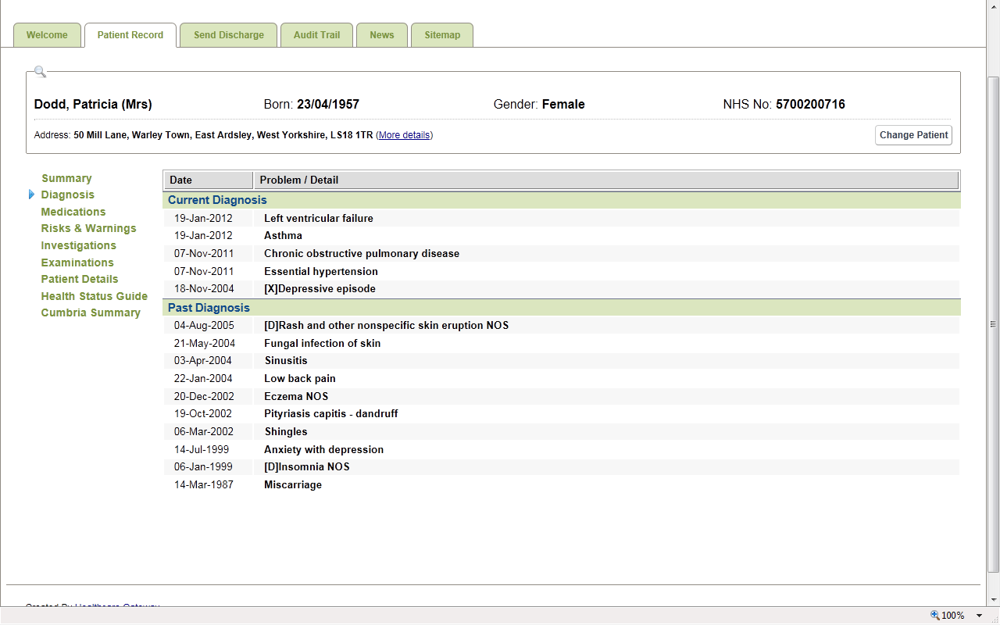 Welcome Patient Record Send Discharge Audit Trail News Sitemap
Dodd, Patricia (Mrs) Born: 23/04/1957 Gender: Female NHS No: 5700200716
Address: 50 Mill Lane, Warley Town, East Ardsley, West Yorkshire, LS18 1TR (More details) Change Patient
Summary
Diagnosis
Medications
Risks & Warnings
Investigations
Examinations
Patient Details
Health Status Guide
Cumbria Summary
Date Problem / Detail
Current Diagnosis
19-Jan-2012 Left ventricular failure
19-Jan-2012 Asthma
07-Nov-2011 Chronic obstructive pulmonary disease
07-Nov-2011 Essential hypertension
18-Nov-2004 [X]Depressive episode
Past Diagnosis
04-Aug-2005 [D]Rash and other nonspecific skin eruption NOS
21-May-2004 Fungal infection of skin
03-Apr-2004 Sinusitis
22-Jan-2004 Low back pain
20-Dec-2002 Eczema NOS
19-Oct-2002 Pityriasis capitis - dandruff
06-Mar-2002 Shingles
14-Jul-1999 Anxiety with depression
06-Jan-1999 [D]Insomnia NOS
14-Mar-1987 Miscarriage
Created By Healthcare Gateway
100%